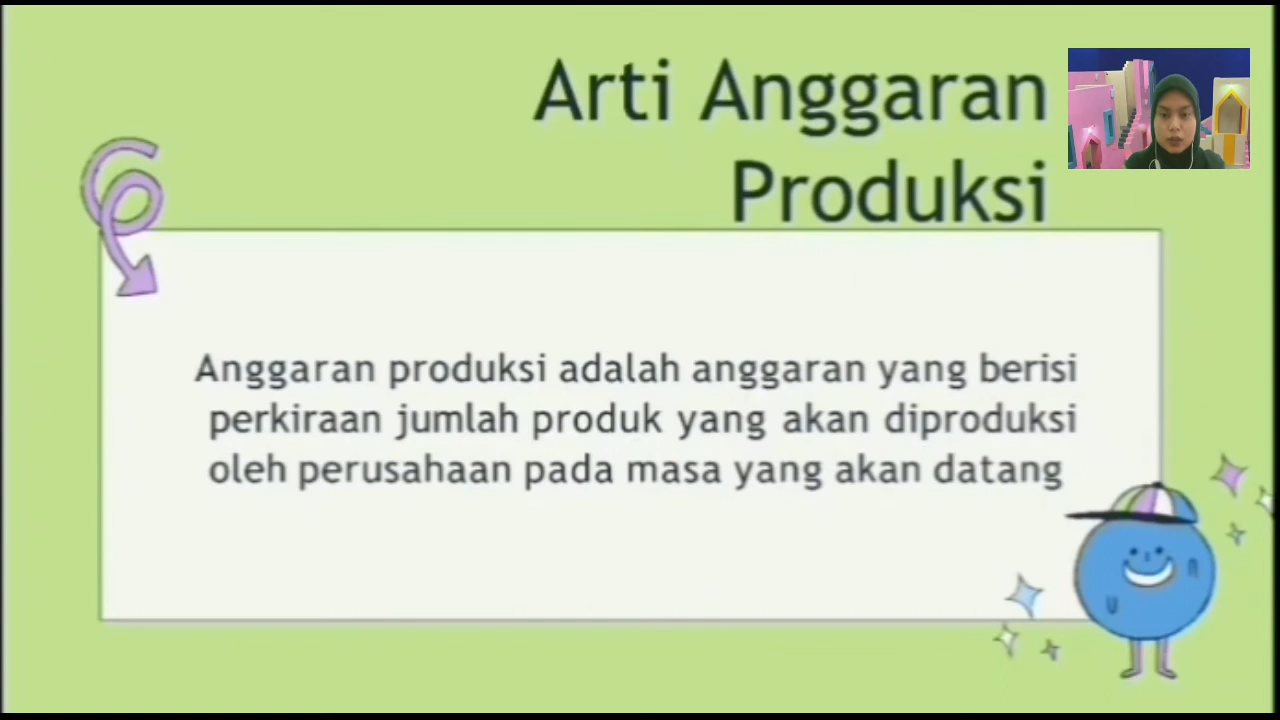 Arti Anggaran
Produksi
Anggaran produksi adalah anggaran yang berisi
perkiraan jumlah produk yang akan diproduksi
oleh perusahaan pada masa yang akan datang